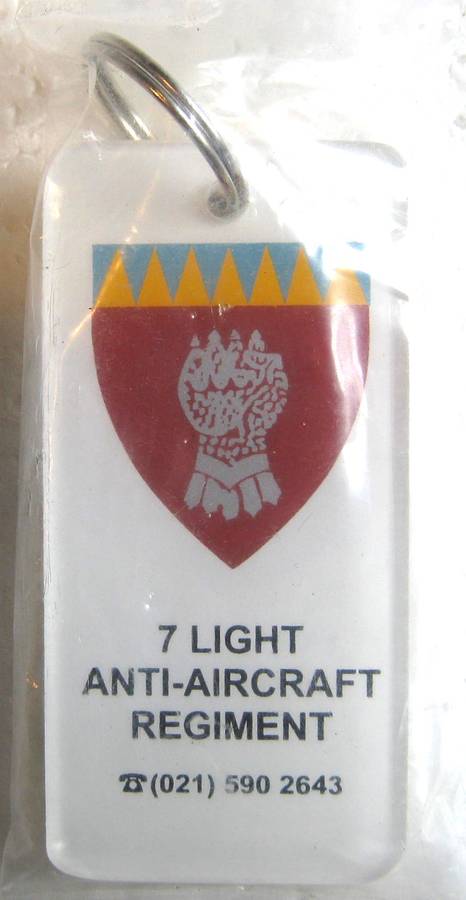 7 LIGHT
ANTI-AIRCRAFT
REGIMENT
☎(021) 590 2643